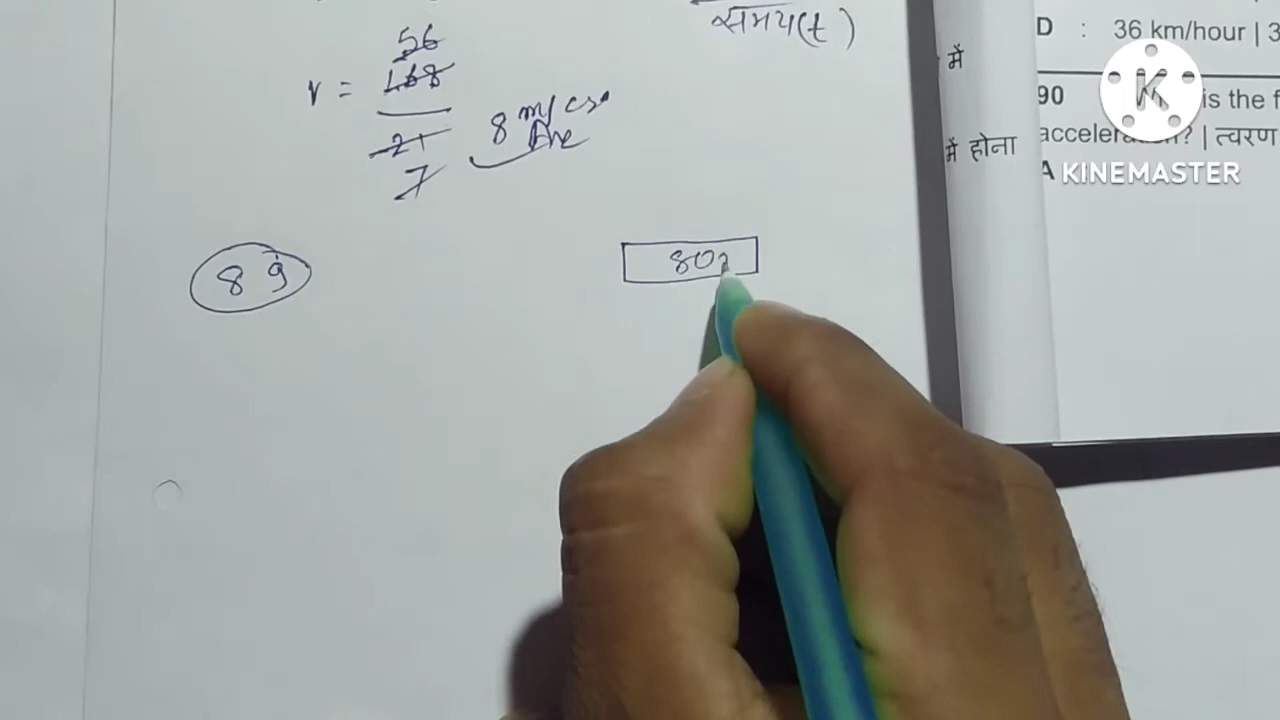 समय(t)
56
168
v =
21
7
8 m/sec
Ans
89
80
में
में होना
D : 36 km/hour | 3
90
is the f
acceleration? | त्वरण
A
KINEMASTER